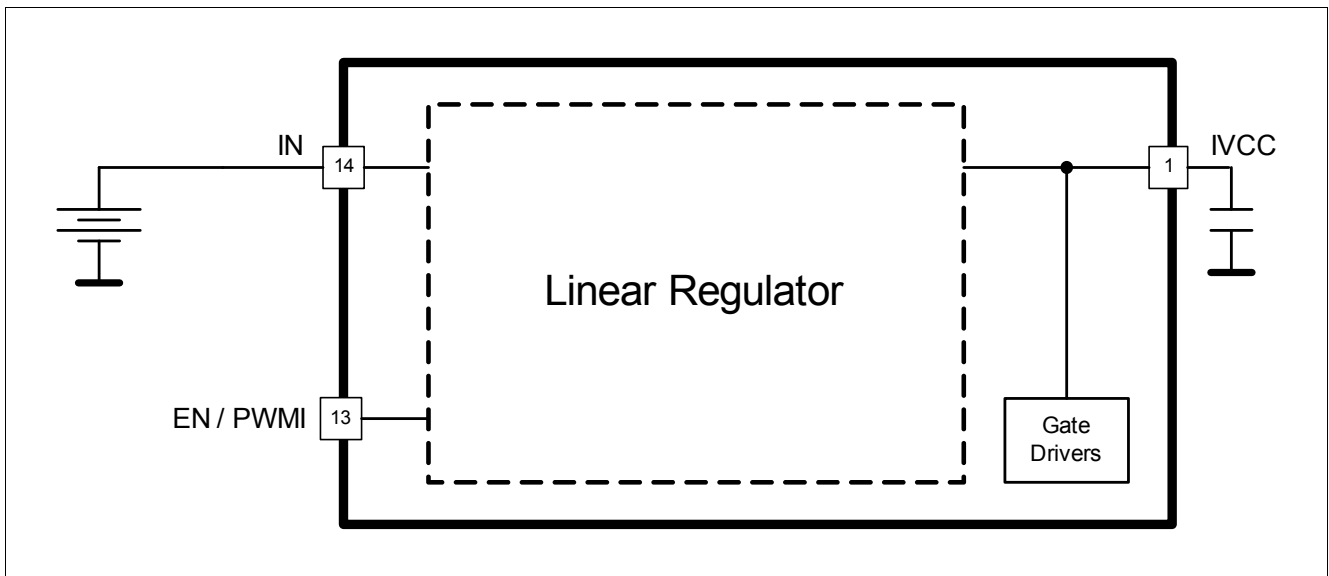 IN
14
1
IVCC
Linear Regulator
EN / PWMI
13
Gate
Drivers